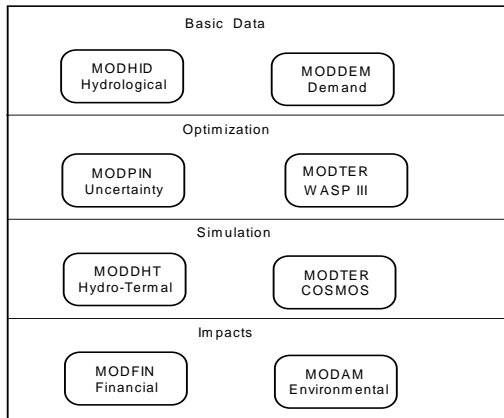 Basic Data
MODHID
Hydrological
MODDEM
Demand
Optimization
MODPIN
Uncertainty
MODTER
WASP III
Simulation
MODDHT
Hydro-Termal
MODTER
COSMOS
Impacts
MODFIN
Financial
MODAM
Environmental